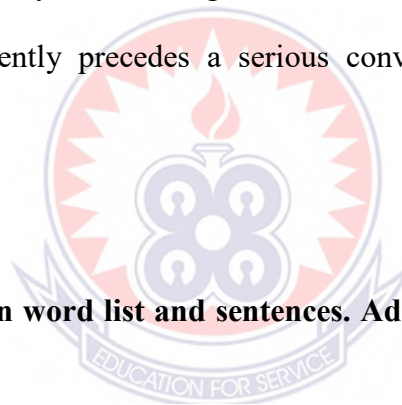 ently precedes a serious conv
n word list and sentences. Ad
EDUCATION FOR SERVICE